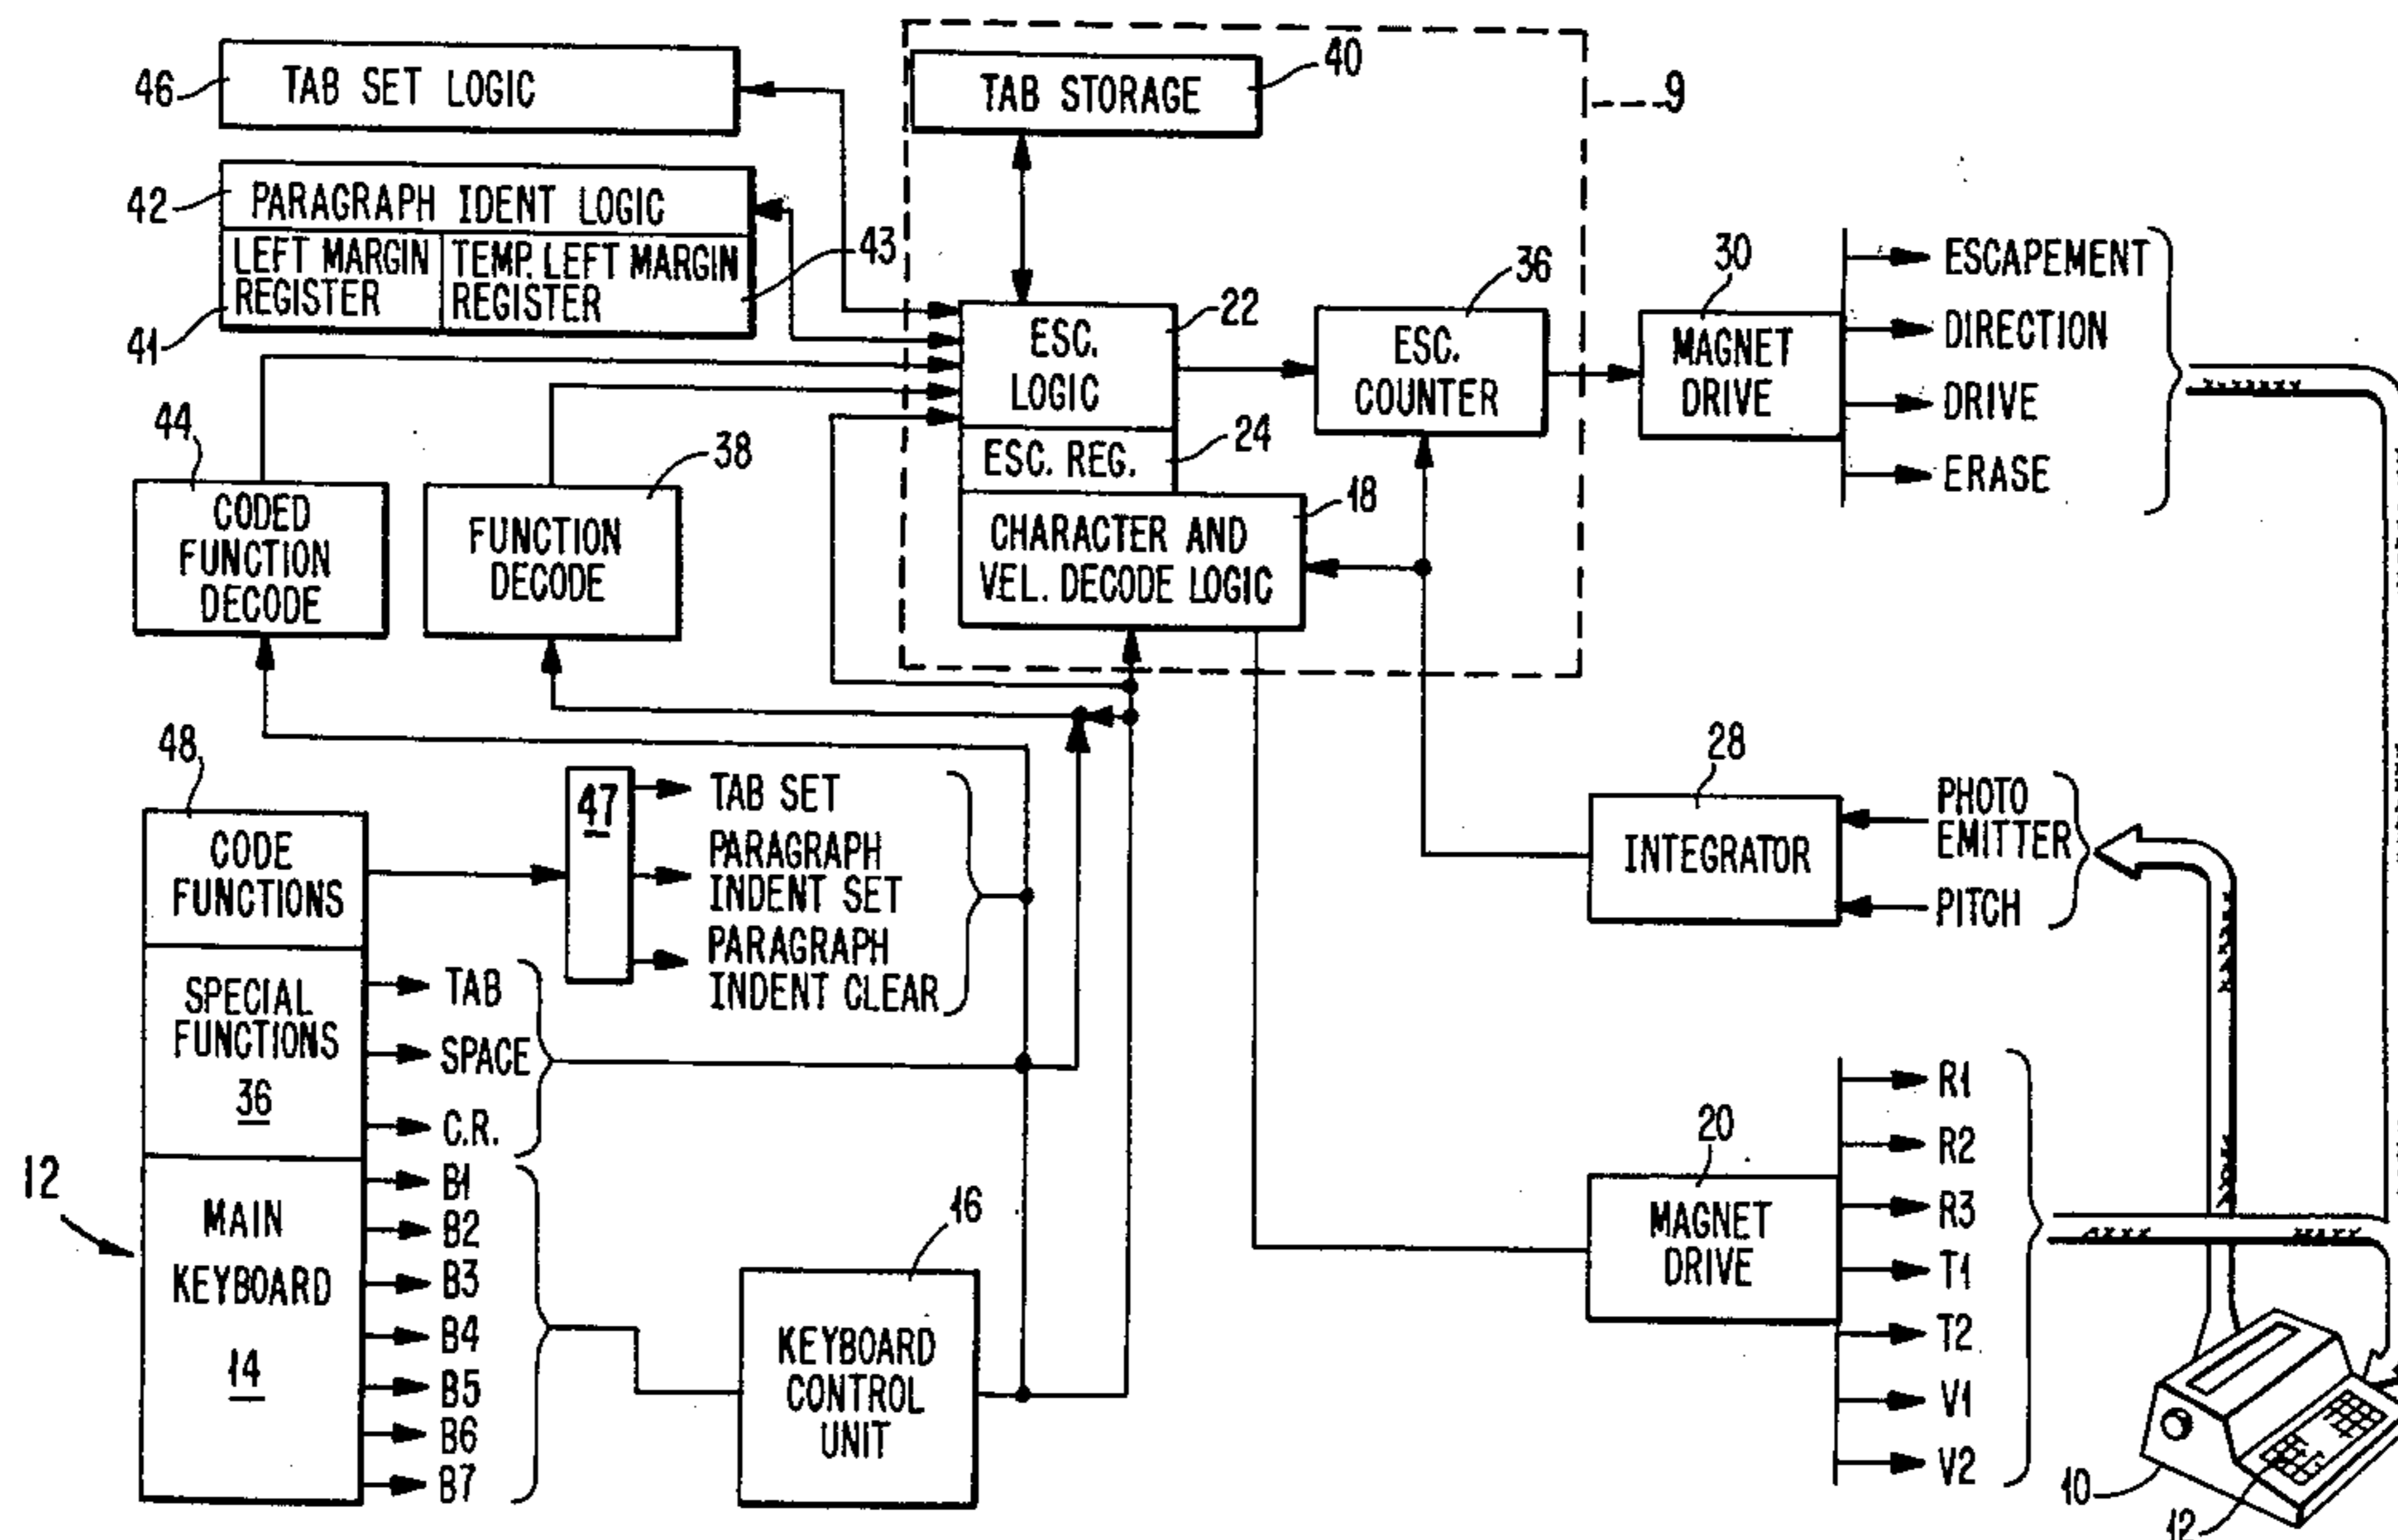 46
TAB SET LOGIC
TAB STORAGE
40
9
42
PARAGRAPH IDENT LOGIC
LEFT MARGIN
REGISTER
TEMP. LEFT MARGIN
REGISTER
43
41
22
ESC.
LOGIC
36
ESC.
COUNTER
30
MAGNET
DRIVE
ESCAPEMENT
DIRECTION
DRIVE
ERASE
24
ESC. REG.
44
CODED
FUNCTION
DECODE
38
FUNCTION
DECODE
18
CHARACTER AND
VEL. DECODE LOGIC
48
CODE
FUNCTIONS
47
TAB SET
PARAGRAPH
INDENT SET
PARAGRAPH
INDENT CLEAR
28
INTEGRATOR
PHOTO
EMITTER
PITCH
SPECIAL
FUNCTIONS
36
TAB
SPACE
C.R.
12
MAIN
KEYBOARD
14
B1
B2
B3
B4
B5
B6
B7
16
KEYBOARD
CONTROL
UNIT
20
MAGNET
DRIVE
R1
R2
R3
T1
T2
V1
V2
10
12